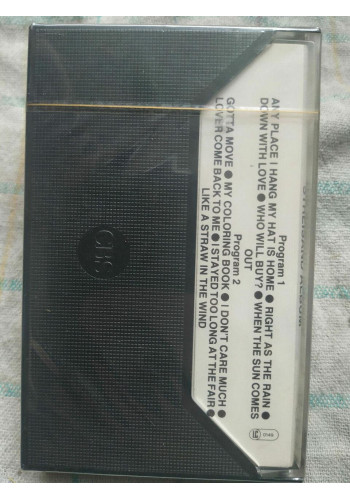 STREISAND ALBUM
Program 1
ANY PLACE I HANG MY HAT IS HOME ● RIGHT AS THE RAIN ●
DOWN WITH LOVE ● WHO WILL BUY? ● WHEN THE SUN COMES
OUT
Program 2
GOTTA MOVE ● MY COLORING BOOK ● I DON'T CARE MUCH ●
LOVER COME BACK TO ME ● I STAYED TOO LONG AT THE FAIR ●
LIKE A STRAW IN THE WIND
CBS